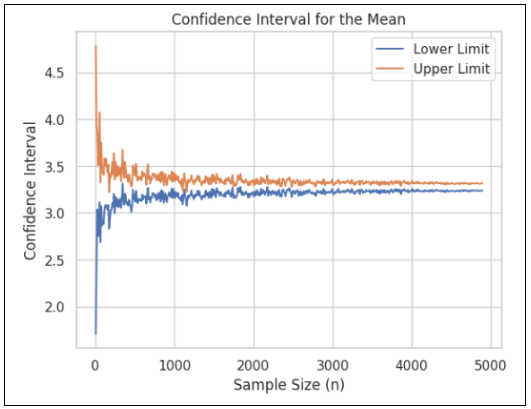 Confidence Interval for the Mean
Lower Limit
Upper Limit
4.5
4.0
3.5
3.0
2.5
2.0
Confidence Interval
0 1000 2000 3000 4000 5000
Sample Size (n)